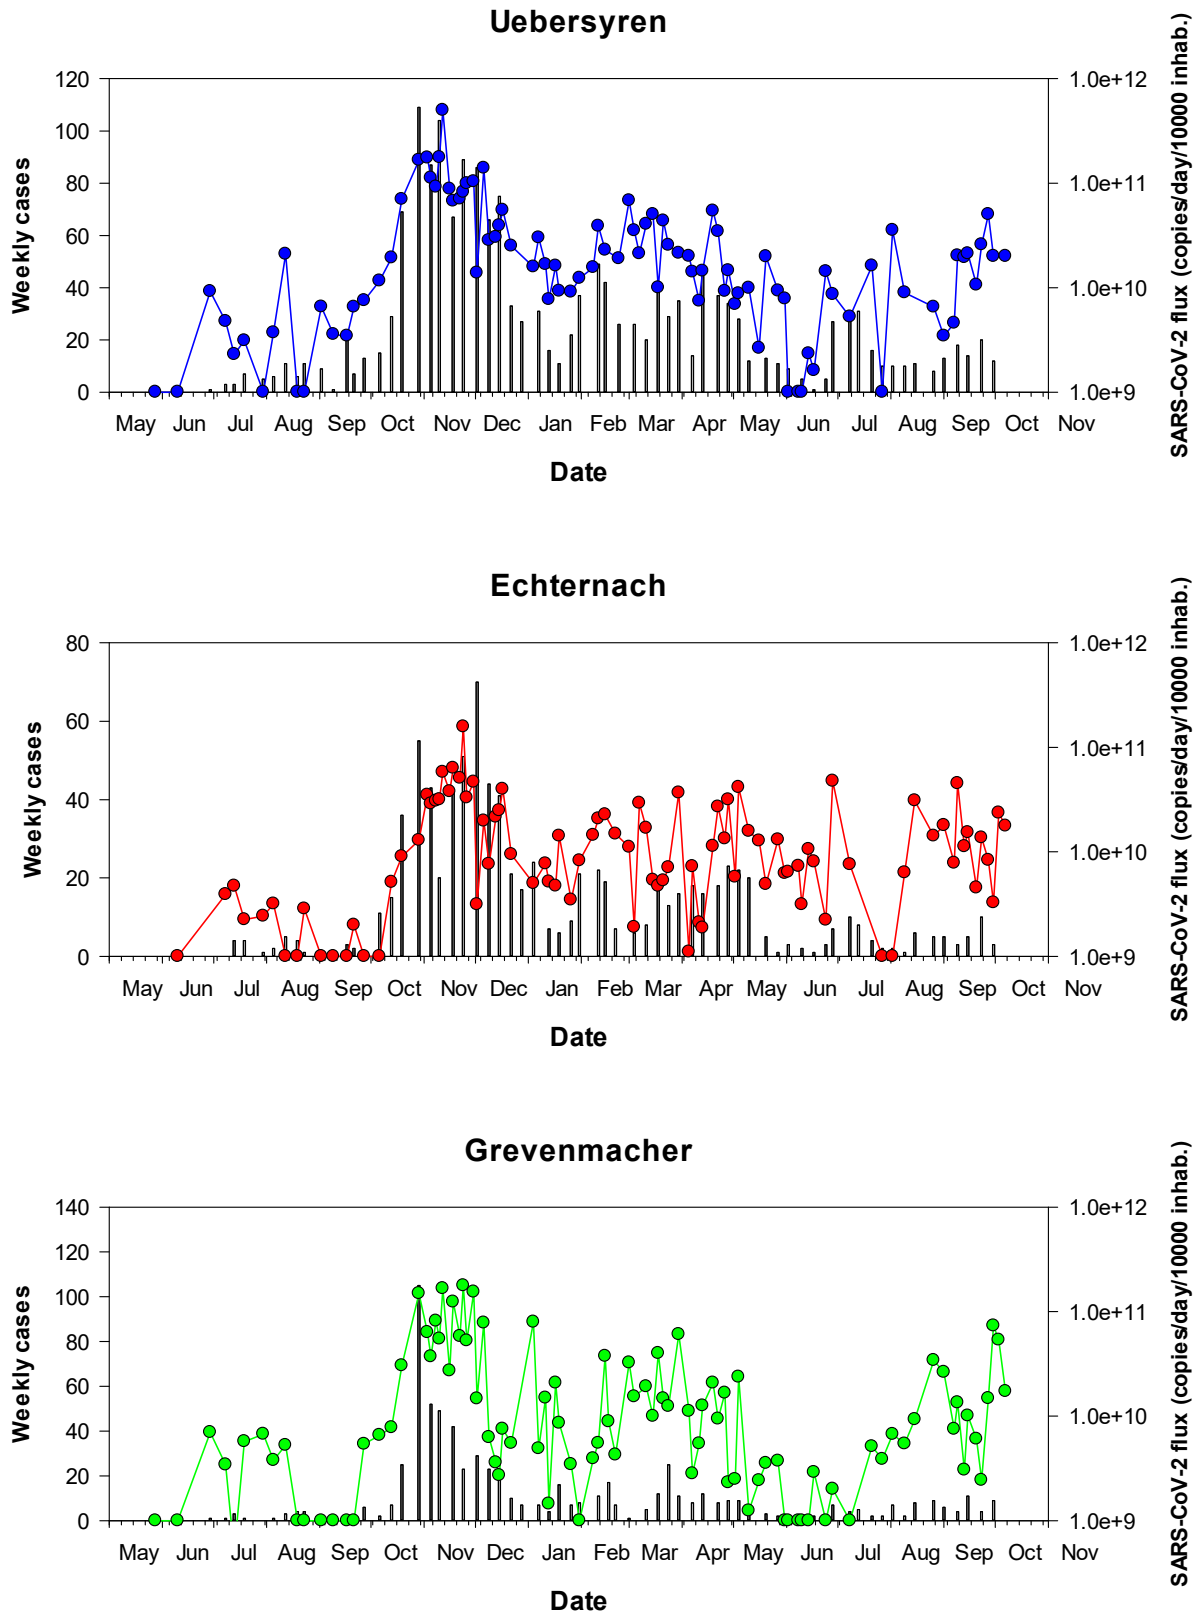 Uebersyren
120
100
80
60
40
20
0
1.0e+12
1.0e+11
1.0e+10
1.0e+9
Weekly cases
SARS-CoV-2 flux (copies/day/10000 inhab.)
May Jun Jul Aug Sep Oct Nov Dec Jan Feb Mar Apr May Jun Jul Aug Sep Oct Nov
Date
Echternach
80
60
40
20
0
1.0e+12
1.0e+11
1.0e+10
1.0e+9
Weekly cases
SARS-CoV-2 flux (copies/day/10000 inhab.)
May Jun Jul Aug Sep Oct Nov Dec Jan Feb Mar Apr May Jun Jul Aug Sep Oct Nov
Date
Grevenmacher
140
120
100
80
60
40
20
0
1.0e+12
1.0e+11
1.0e+10
1.0e+9
Weekly cases
SARS-CoV-2 flux (copies/day/10000 inhab.)
May Jun Jul Aug Sep Oct Nov Dec Jan Feb Mar Apr May Jun Jul Aug Sep Oct Nov
Date